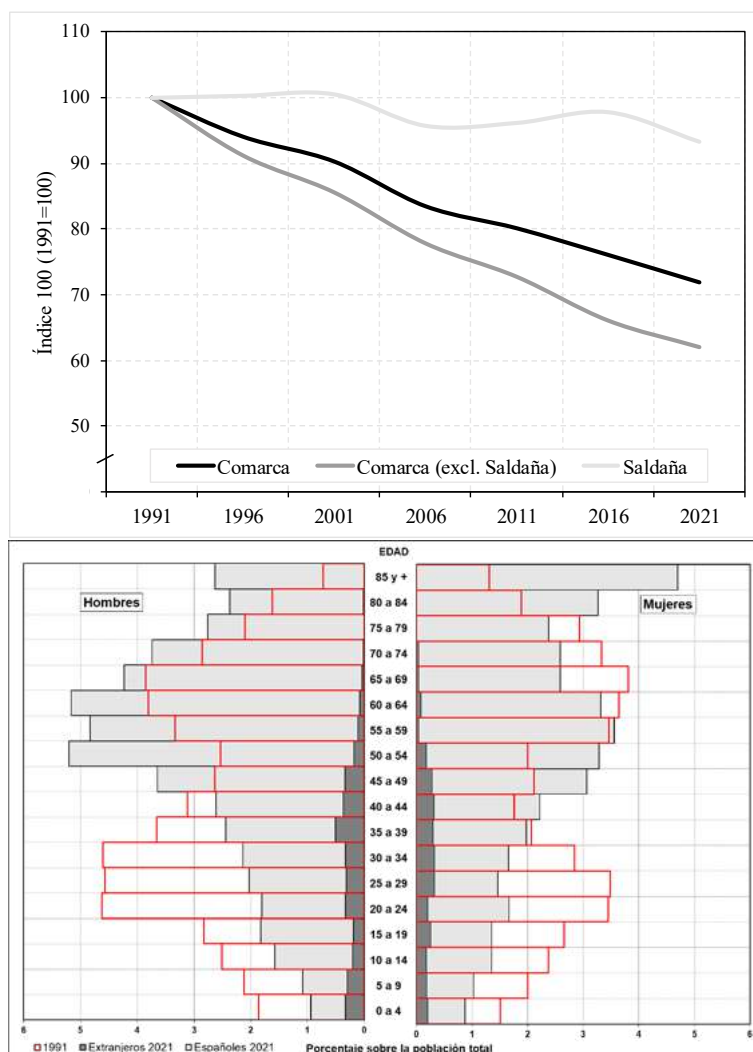 110
100
90
80
70
60
50
Índice 100 (1991=100)
Comarca Comarca (excl. Saldaña) Saldaña
1991 1996 2001 2006 2011 2016 2021
EDAD
85 y +
Hombres 80 a 84 Mujeres
75 a 79
70 a 74
65 a 69
60 a 64
55 a 59
50 a 54
45 a 49
40 a 44
35 a 39
30 a 34
25 a 29
20 a 24
15 a 19
10 a 14
5 a 9
0 a 4
6 5 4 3 2 1 0 0 1 2 3 4 5 6
1991 Extranjeros 2021 Españoles 2021 Porcentaje sobre la población total